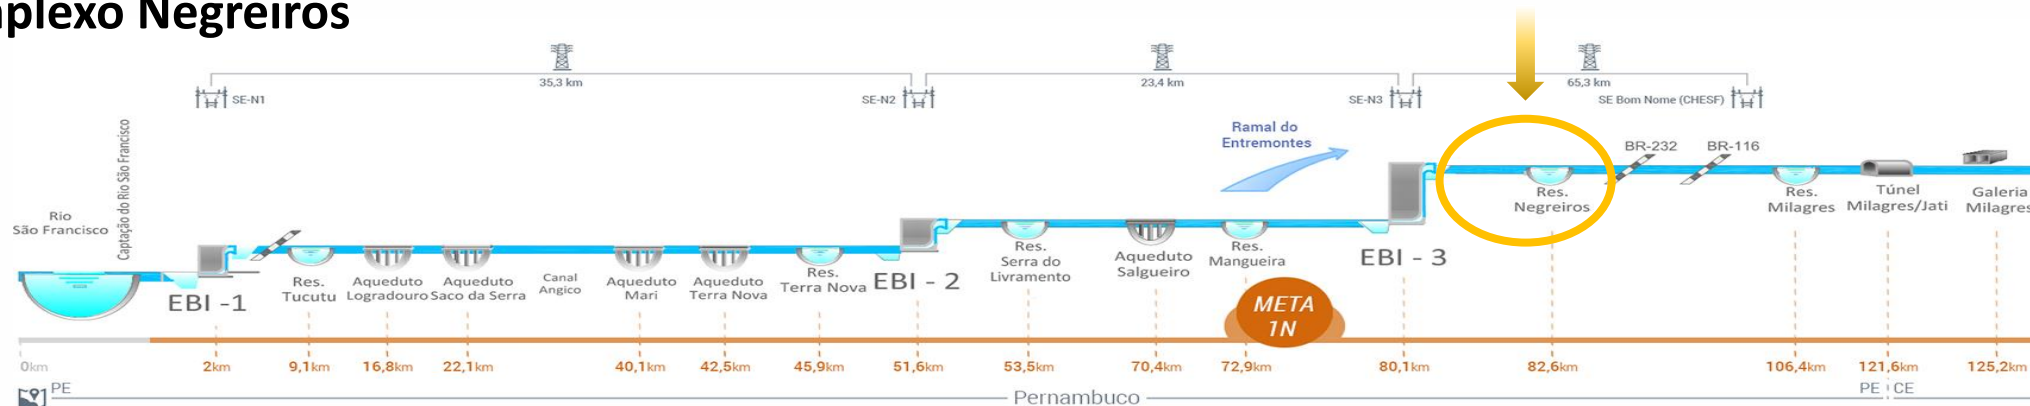 mplexo Negreiros
35,3 km
23,4 km
65,3 km
SE-N1
SE-N2
SE-N3
SE Bom Nome (CHESF)
Captação do Rio São Francisco
Ramal do
Entremontes
BR-232
BR-116
Rio
São Francisco
EBI -1
Res.
Tucutu
Aqueduto
Logradouro
Aqueduto
Saco da Serra
Canal
Angico
Aqueduto
Mari
Aqueduto
Terra Nova
Res.
Terra Nova
EBI - 2
Res.
Serra do
Livramento
Aqueduto
Salgueiro
Res.
Mangueira
EBI - 3
Res.
Negreiros
Res.
Milagres
Túnel
Milagres/Jati
Galeria
Milagres
META
1N
0km
2km
9,1km
16,8km
22,1km
40,1km
42,5km
45,9km
51,6km
53,5km
70,4km
72,9km
80,1km
82,6km
106,4km
121,6km
125,2km
PE
Pernambuco
PE
CE